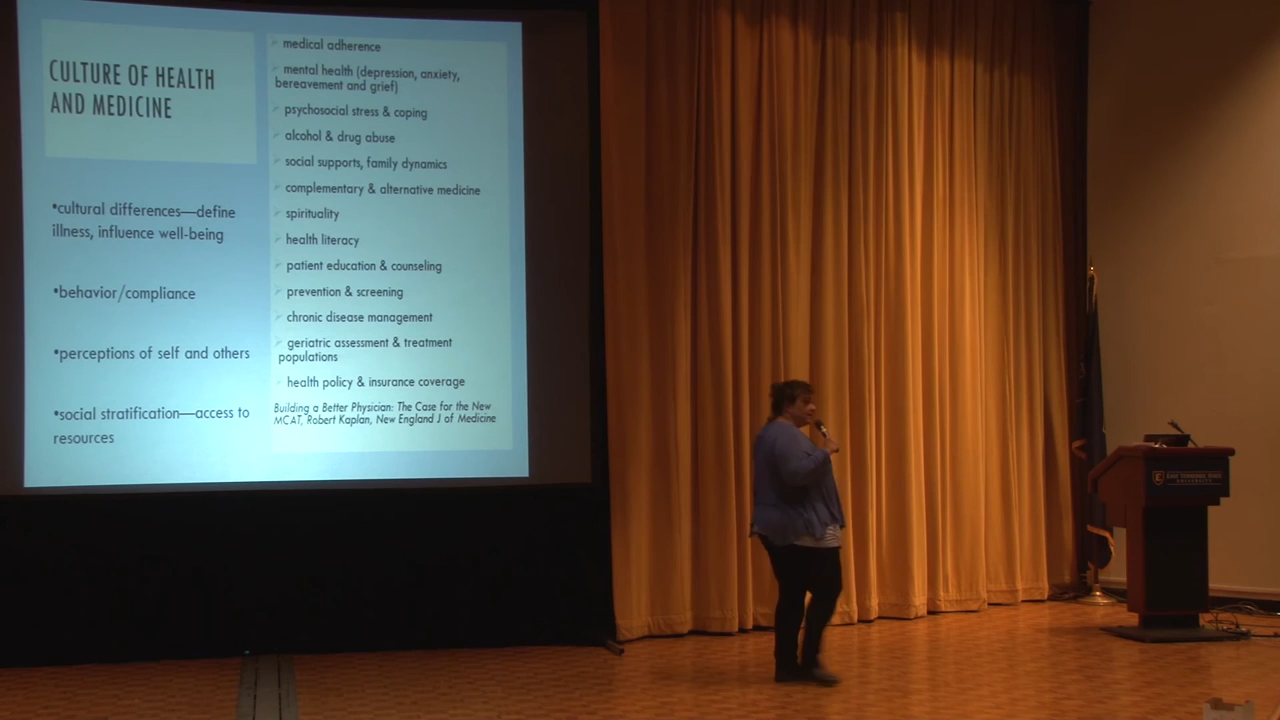 CULTURE OF HEALTH
AND MEDICINE
•cultural differences—define
illness, influence well-being
•behavior/compliance
•perceptions of self and others
•social stratification—access to
resources
medical adherence
mental health (depression, anxiety,
bereavement and grief)
psychosocial stress & coping
alcohol & drug abuse
social supports, family dynamics
complementary & alternative medicine
spirituality
health literacy
patient education & counseling
prevention & screening
chronic disease management
geriatric assessment & treatment
populations
health policy & insurance coverage
Building a Better Physician: The Case for the New
MCAT, Robert Kaplan, New England J of Medicine
E
EAST TENNESSEE STATE
UNIVERSITY